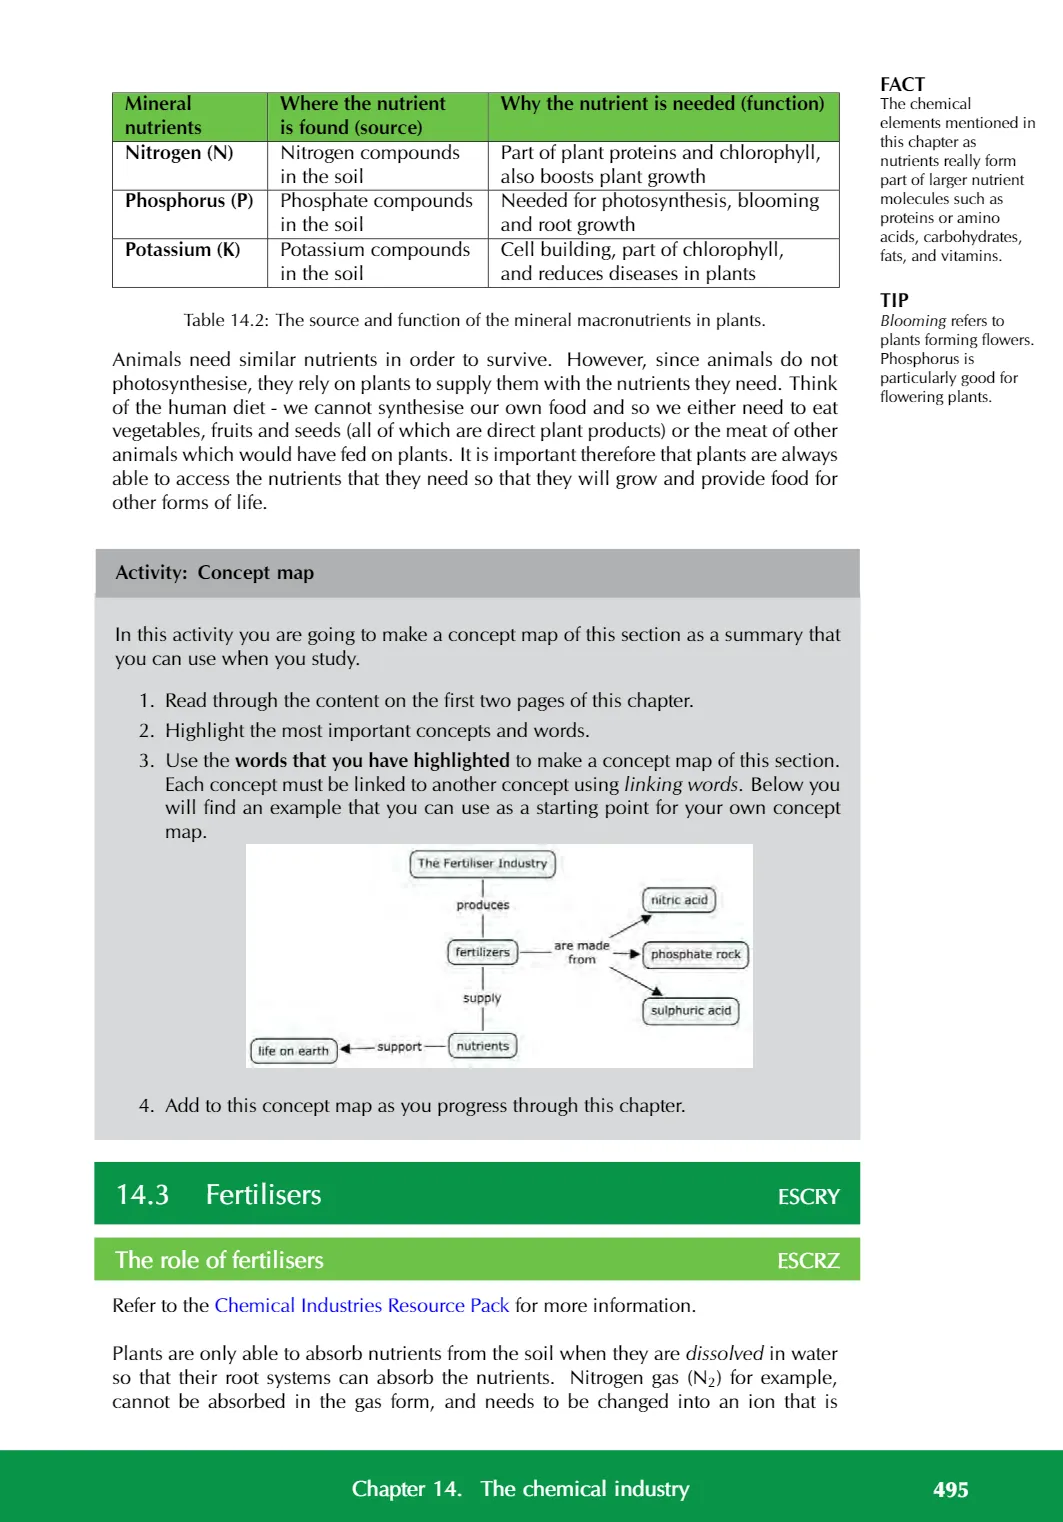 Mineral nutrients
Where the nutrient is found (source)
Why the nutrient is needed (function)
Nitrogen (N)
Nitrogen compounds in the soil
Part of plant proteins and chlorophyll, also boosts plant growth
Phosphorus (P)
Phosphate compounds in the soil
Needed for photosynthesis, blooming and root growth
Potassium (K)
Potassium compounds in the soil
Cell building, part of chlorophyll, and reduces diseases in plants
Table 14.2: The source and function of the mineral macronutrients in plants.
Animals need similar nutrients in order to survive. However, since animals do not
photosynthesise, they rely on plants to supply them with the nutrients they need. Think
of the human diet - we cannot synthesise our own food and so we either need to eat
vegetables, fruits and seeds (all of which are direct plant products) or the meat of other
animals which would have fed on plants. It is important therefore that plants are always
able to access the nutrients that they need so that they will grow and provide food for
other forms of life.
FACT
The chemical
elements mentioned in
this chapter as
nutrients really form
part of larger nutrient
molecules such as
proteins or amino
acids, carbohydrates,
fats, and vitamins.
TIP
Blooming refers to
plants forming flowers.
Phosphorus is
particularly good for
flowering plants.
Activity: Concept map
In this activity you are going to make a concept map of this section as a summary that
you can use when you study.
1. Read through the content on the first two pages of this chapter.
2. Highlight the most important concepts and words.
3. Use the words that you have highlighted to make a concept map of this section.
Each concept must be linked to another concept using linking words. Below you
will find an example that you can use as a starting point for your own concept
map.
The Fertiliser Industry
produces
fertilizers
are made
from
nitric acid
phosphate rock
sulphuric acid
supply
nutrients
support
life on earth
4. Add to this concept map as you progress through this chapter.
14.3 Fertilisers ESCRY
The role of fertilisers ESCRZ
Refer to the Chemical Industries Resource Pack for more information.
Plants are only able to absorb nutrients from the soil when they are dissolved in water
so that their root systems can absorb the nutrients. Nitrogen gas (N₂) for example,
cannot be absorbed in the gas form, and needs to be changed into an ion that is
Chapter 14. The chemical industry 495